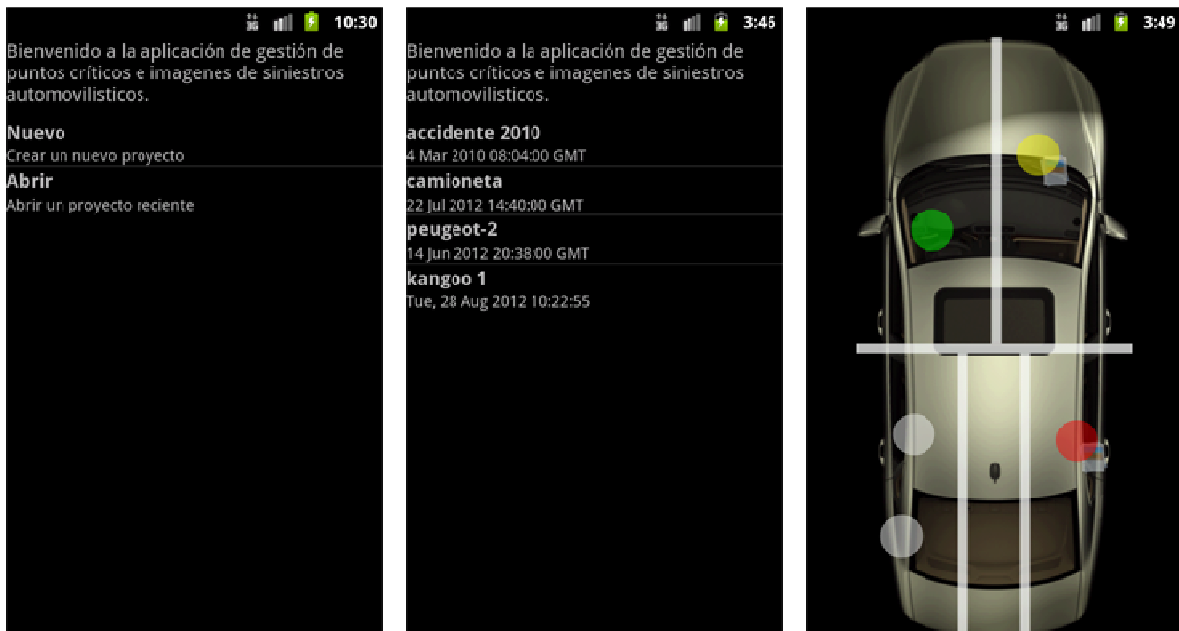 10:30
Bienvenido a la aplicación de gestión de
puntos críticos e imagenes de siniestros
automovilisticos.
Nuevo
Crear un nuevo proyecto
Abrir
Abrir un proyecto reciente
3:46
Bienvenido a la aplicación de gestión de
puntos críticos e imagenes de siniestros
automovilisticos.
accidente 2010
4 Mar 2010 08:04:00 GMT
camioneta
22 Jul 2012 14:40:00 GMT
peugeot-2
14 Jun 2012 20:38:00 GMT
kangoo 1
Tue, 28 Aug 2012 10:22:55
3:49